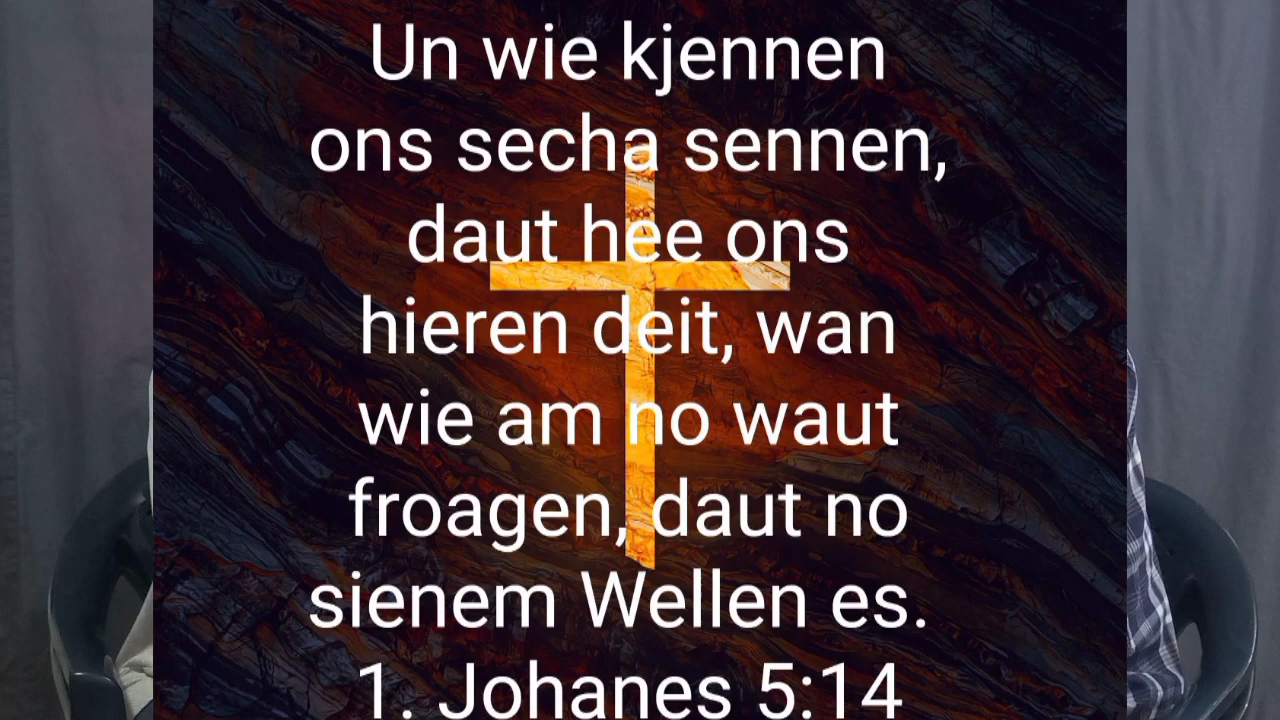 Un wie kjennen
ons secha sennen,
daut hee ons
hieren deit, wan
wie am no waut
froagen, daut no
sienem Wellen es.
1. Johanes 5:14